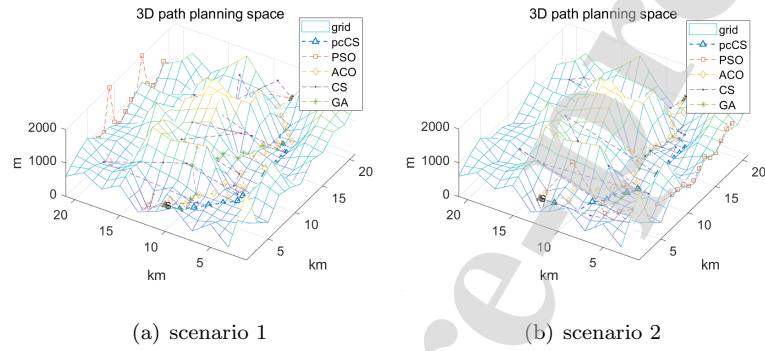 3D path planning space
grid
pcCS
PSO
ACO
CS
GA
2000
1000
0
m
20
15
10
5
km
5
10
15
20
km
S
(a) scenario 1
3D path planning space
grid
pcCS
PSO
ACO
CS
GA
2000
1000
0
m
20
15
10
5
km
5
10
15
20
km
S
(b) scenario 2